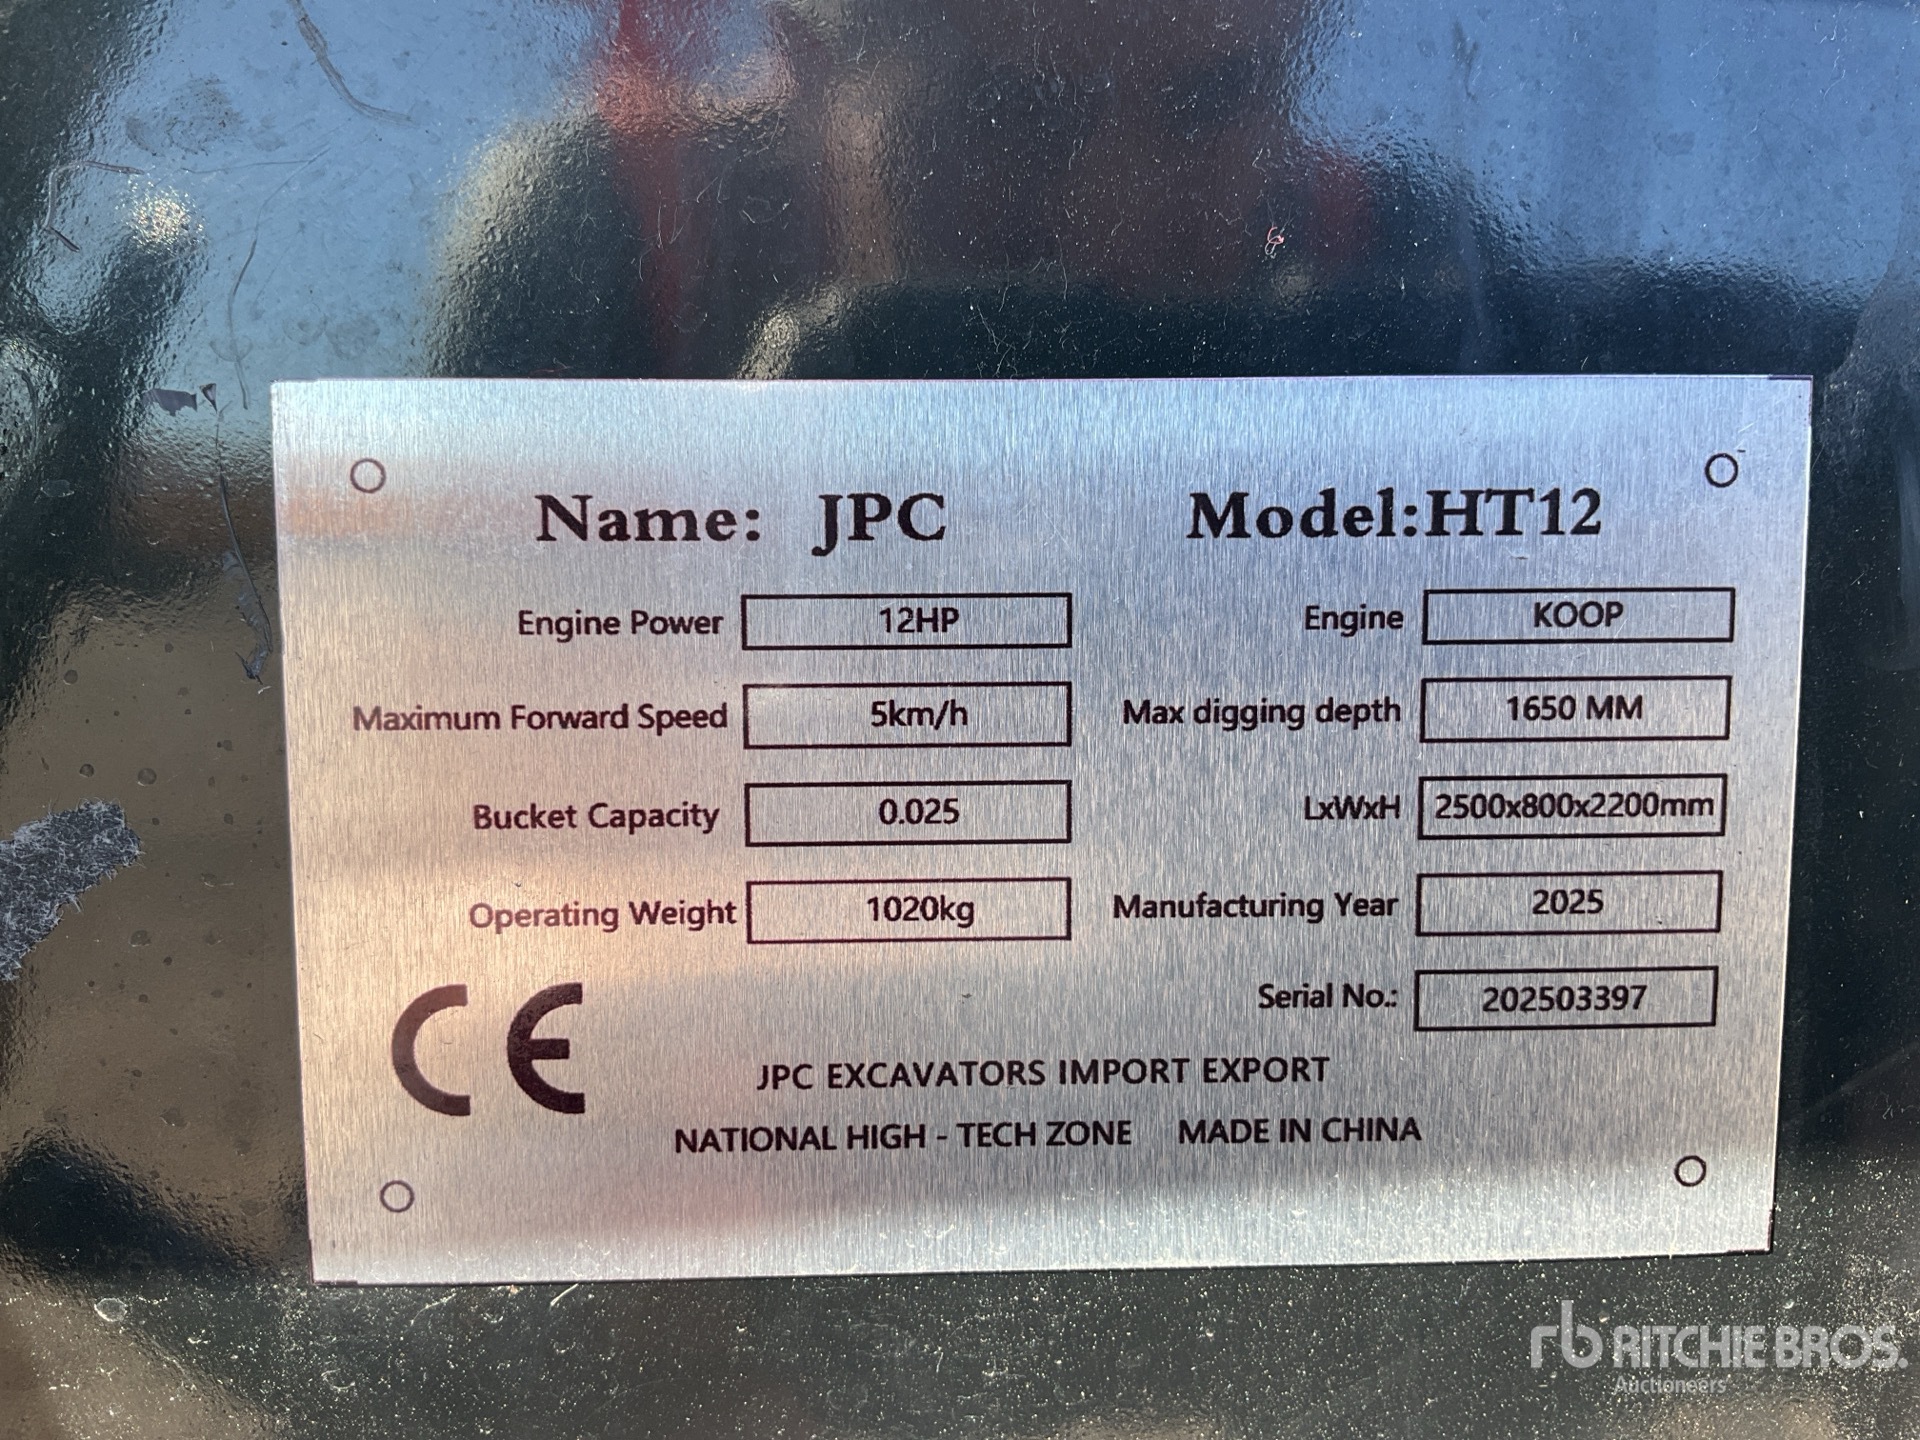 Name: JPC Model:HT12
Engine Power 12HP Engine KOOP
Maximum Forward Speed 5km/h Max digging depth 1650 MM
Bucket Capacity 0.025 LxWxH 2500x800x2200mm
Operating Weight 1020kg Manufacturing Year 2025
Serial No.: 202503397
CE
JPC EXCAVATORS IMPORT EXPORT
NATIONAL HIGH - TECH ZONE MADE IN CHINA
rb RITCHIE BROS.
Auctioneers